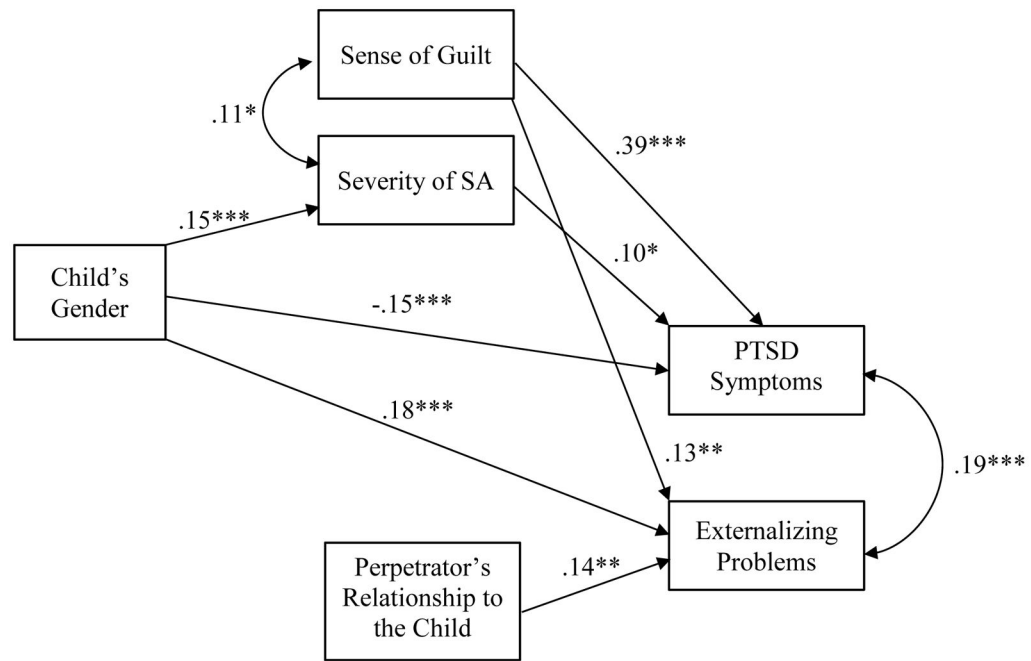 Sense of Guilt
.11*
.39***
Severity of SA
.15***
.10*
Child’s
Gender
-.15***
PTSD
Symptoms
.18***
.13**
.19***
Externalizing
Problems
Perpetrator’s
Relationship to
the Child
.14**